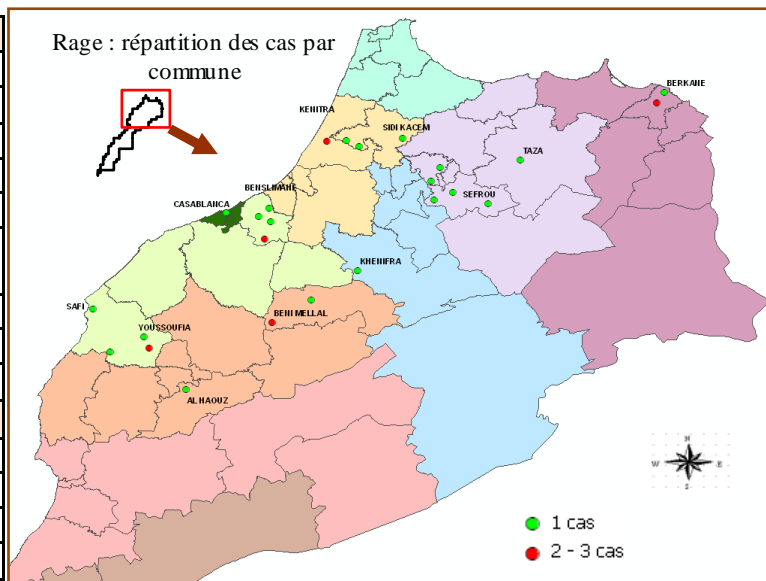 Rage : répartition des cas par
commune
BERKANE
KENITRA
SIDI KACEM
TAZA
BENSLIMANE
SEFROU
CASABLANCA
KHENIFRA
SAFI
BENI MELLAL
YOUSSOUFIA
AL HAOUZ
N
W E
S
1 cas
2 - 3 cas